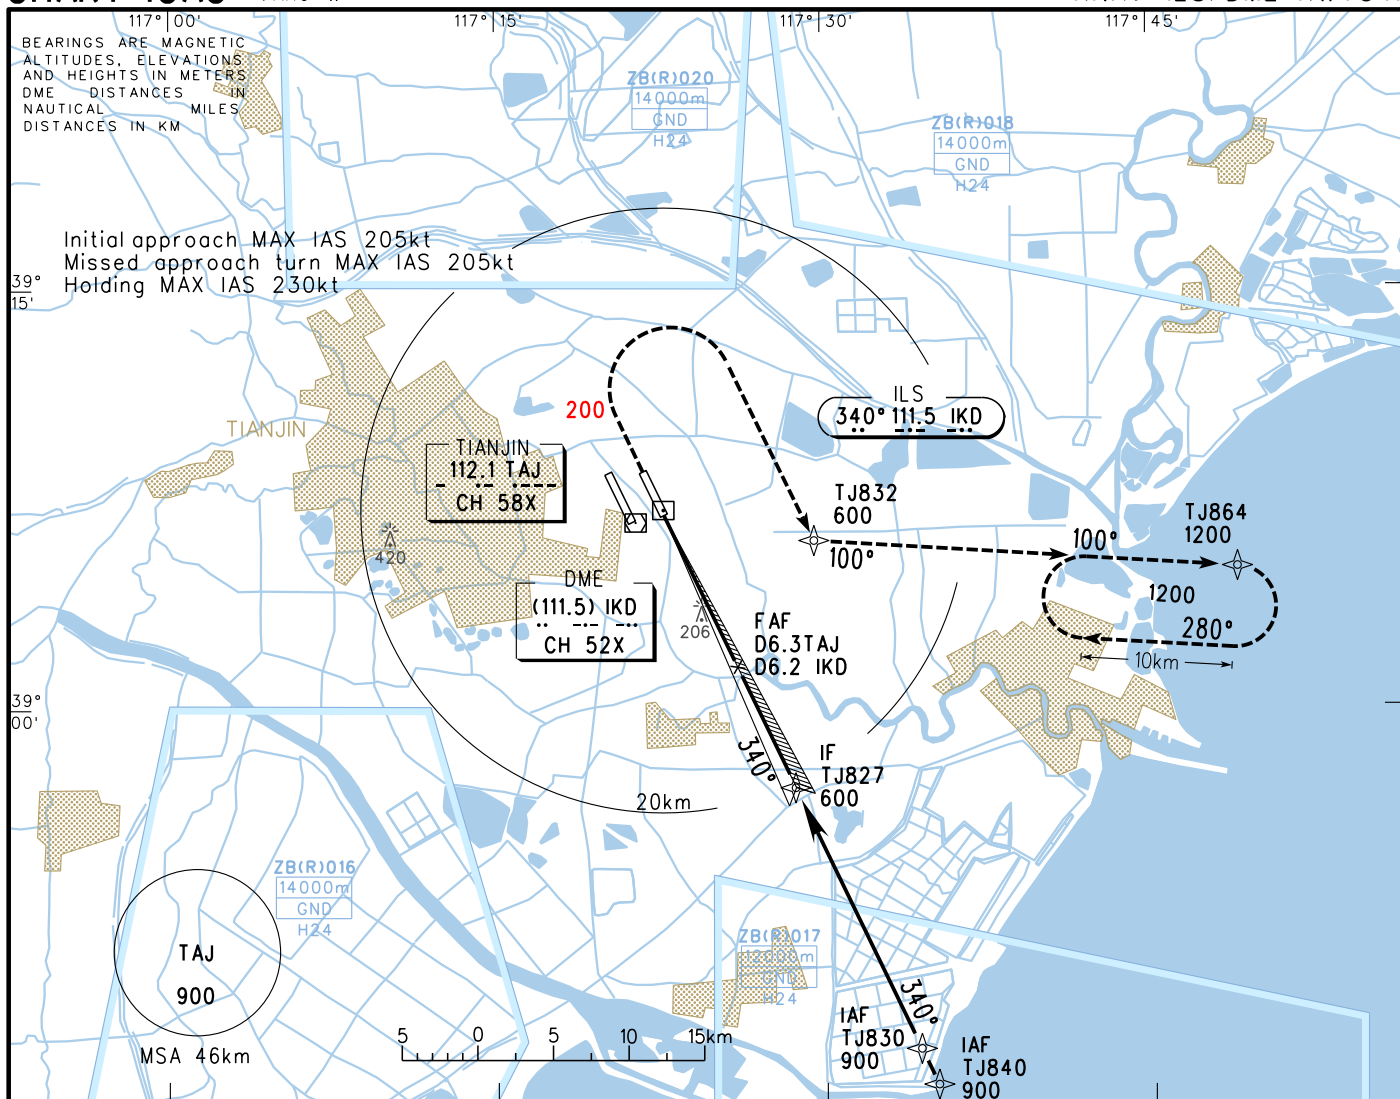 117° 00'
117° 15'
117° 30'
117° 45'
BEARINGS ARE MAGNETIC
ALTITUDES, ELEVATIONS
AND HEIGHTS IN METERS
DME DISTANCES IN
NAUTICAL MILES
DISTANCES IN KM
ZB(R)020
14000m
GND
H24
ZB(R)018
14000m
GND
H24
Initial approach MAX IAS 205kt
Missed approach turn MAX IAS 205kt
Holding MAX IAS 230kt
39°
15'
ILS
340° 111.5 IKD
200
TIANJIN
TIANJIN
112.1 TAJ
CH 58X
TJ832
600
100°
100°
TJ864
1200
1200
280°
10km
420
DME
(111.5) IKD
CH 52X
206
FAF
D6.3TAJ
D6.2 IKD
39°
00'
340°
IF
TJ827
600
20km
ZB(R)016
14000m
GND
H24
ZB(R)017
12000m
GND
H24
TAJ
900
MSA 46km
5 0 5 10 15km
340°
IAF
TJ830
900
IAF
TJ840
900